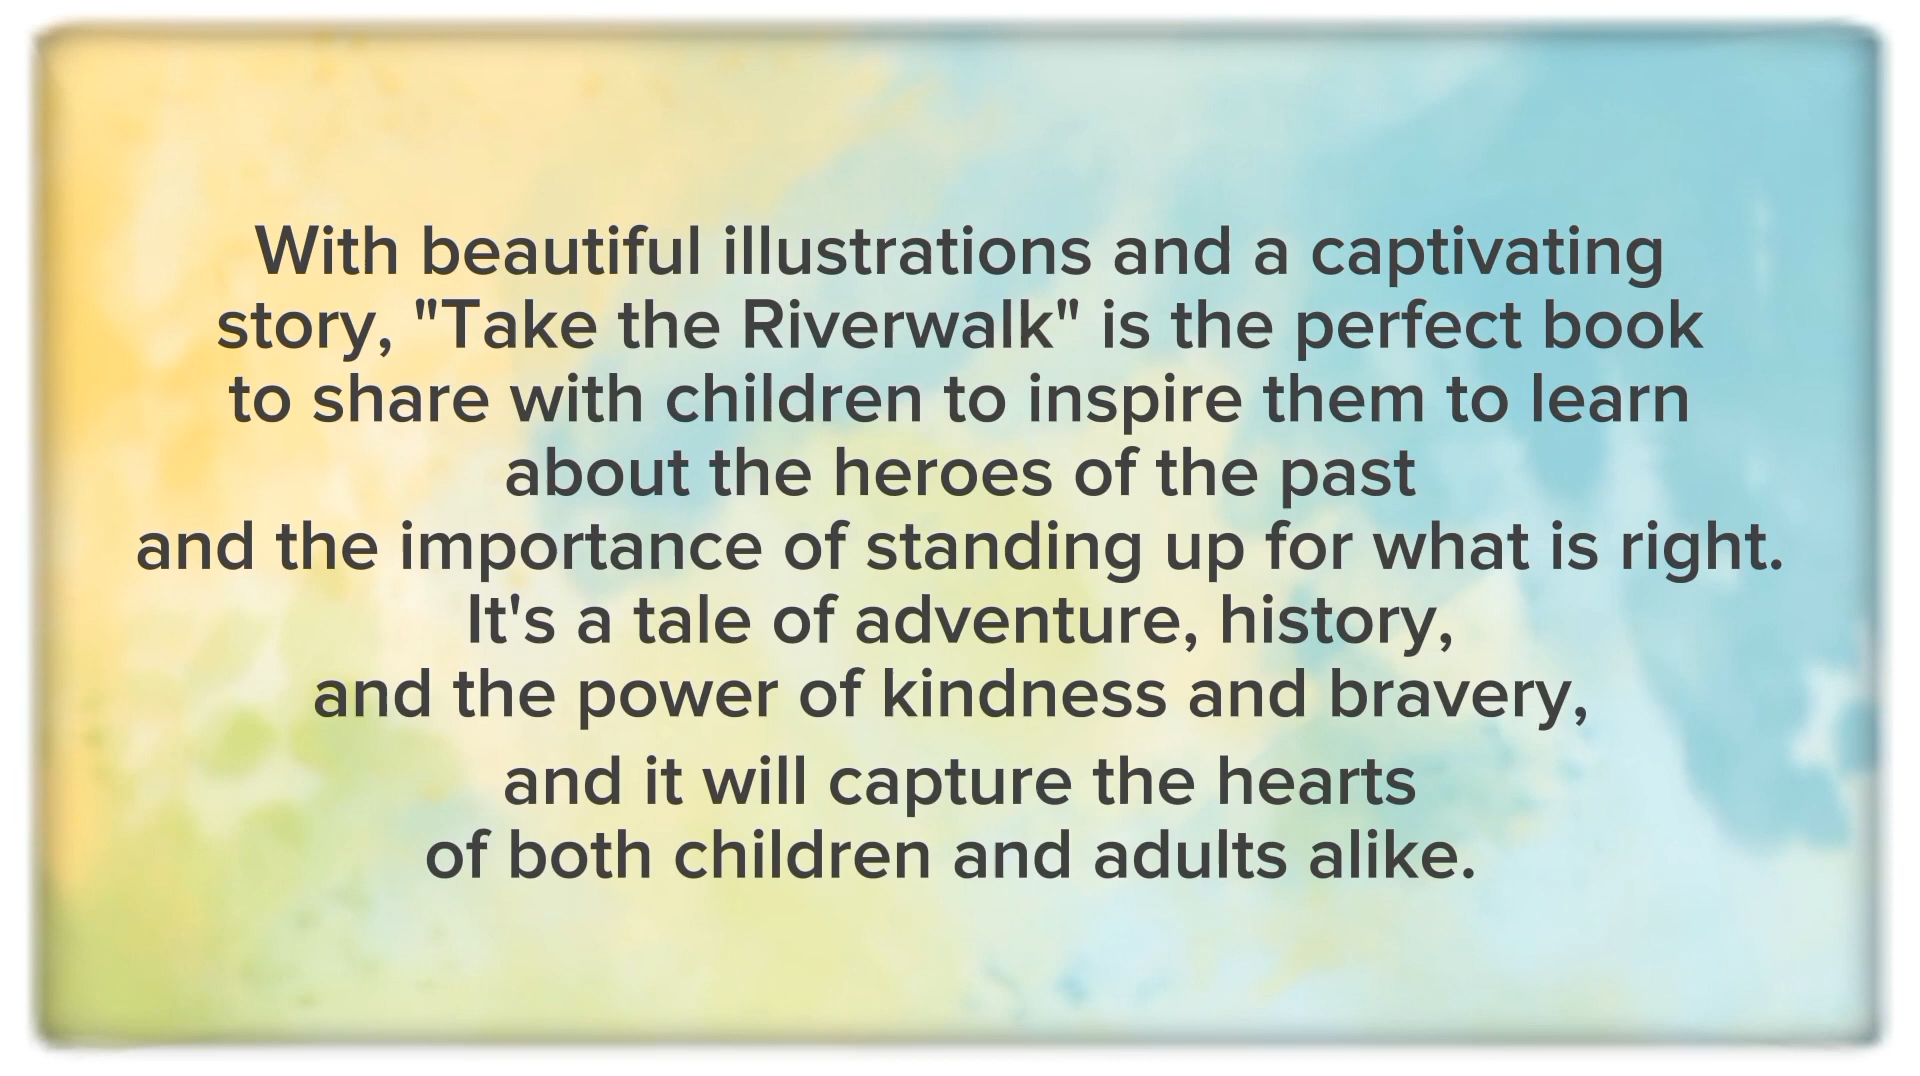 With beautiful illustrations and a captivating
story, "Take the Riverwalk" is the perfect book
to share with children to inspire them to learn
about the heroes of the past
and the importance of standing up for what is right.
It's a tale of adventure, history,
and the power of kindness and bravery,
and it will capture the hearts
of both children and adults alike.